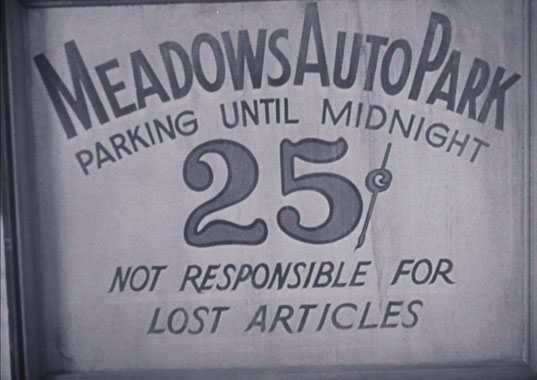 MEADOWS AUTO PARK
PARKING UNTIL MIDNIGHT
25¢
NOT RESPONSIBLE FOR
LOST ARTICLES